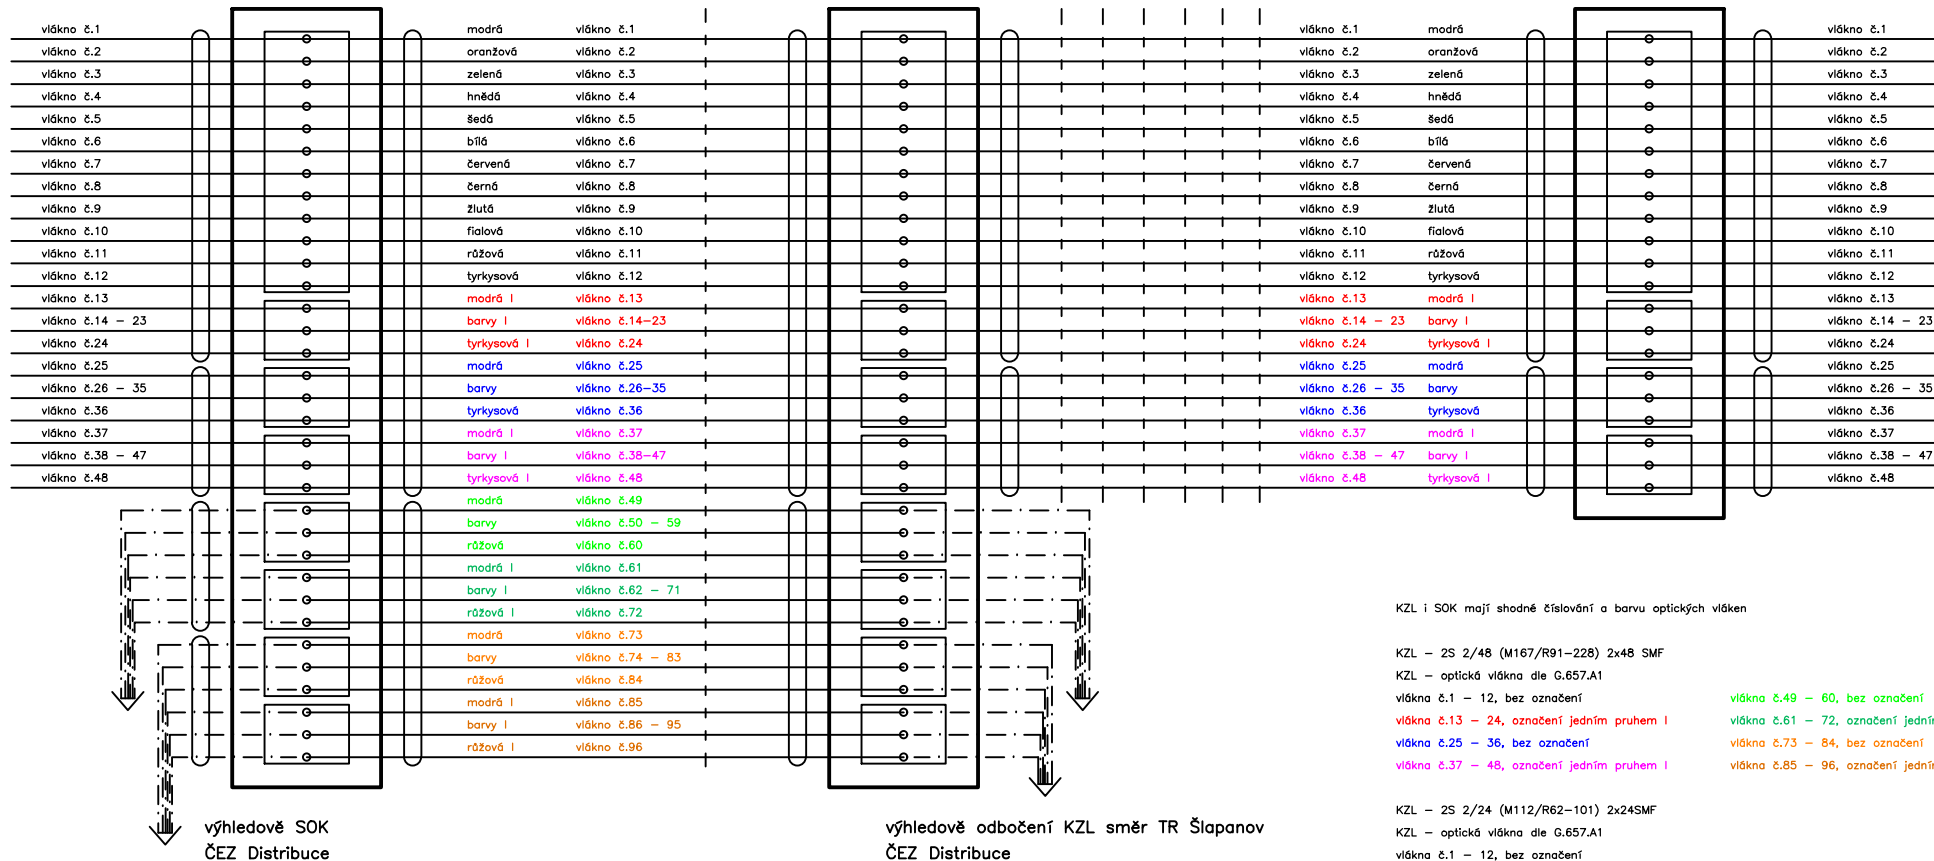 vlákno č.1 modrá vlákno č.1 vlákno č.1 modrá vlákno č.1
vlákno č.2 oranžová vlákno č.2 vlákno č.2 oranžová vlákno č.2
vlákno č.3 zelená vlákno č.3 vlákno č.3 zelená vlákno č.3
vlákno č.4 hnědá vlákno č.4 vlákno č.4 hnědá vlákno č.4
vlákno č.5 šedá vlákno č.5 vlákno č.5 šedá vlákno č.5
vlákno č.6 bílá vlákno č.6 vlákno č.6 bílá vlákno č.6
vlákno č.7 červená vlákno č.7 vlákno č.7 červená vlákno č.7
vlákno č.8 černá vlákno č.8 vlákno č.8 černá vlákno č.8
vlákno č.9 žlutá vlákno č.9 vlákno č.9 žlutá vlákno č.9
vlákno č.10 fialová vlákno č.10 vlákno č.10 fialová vlákno č.10
vlákno č.11 růžová vlákno č.11 vlákno č.11 růžová vlákno č.11
vlákno č.12 tyrkysová vlákno č.12 vlákno č.12 tyrkysová vlákno č.12
vlákno č.13 modrá I vlákno č.13 vlákno č.13 modrá I vlákno č.13
vlákno č.14 – 23 barvy I vlákno č.14–23 vlákno č.14 – 23 barvy I vlákno č.14 – 23
vlákno č.24 tyrkysová I vlákno č.24 vlákno č.24 tyrkysová I vlákno č.24
vlákno č.25 modrá vlákno č.25 vlákno č.25 modrá vlákno č.25
vlákno č.26 – 35 barvy vlákno č.26–35 vlákno č.26 – 35 barvy vlákno č.26 – 35
vlákno č.36 tyrkysová vlákno č.36 vlákno č.36 tyrkysová vlákno č.36
vlákno č.37 modrá I vlákno č.37 vlákno č.37 modrá I vlákno č.37
vlákno č.38 – 47 barvy I vlákno č.38–47 vlákno č.38 – 47 barvy I vlákno č.38 – 47
vlákno č.48 tyrkysová I vlákno č.48 vlákno č.48 tyrkysová I vlákno č.48
modrá vlákno č.49
barvy vlákno č.50 – 59
růžová vlákno č.60
modrá I vlákno č.61
barvy I vlákno č.62 – 71
růžová I vlákno č.72
modrá vlákno č.73
barvy vlákno č.74 – 83
růžová vlákno č.84
modrá I vlákno č.85
barvy I vlákno č.86 – 95
růžová I vlákno č.96
výhledově SOK
ČEZ Distribuce
výhledově odbočení KZL směr TR Šlapanov
ČEZ Distribuce
KZL i SOK mají shodné číslování a barvu optických vláken
KZL – 2S 2/48 (M167/R91–228) 2x48 SMF
KZL – optická vlákna dle G.657.A1
vlákna č.1 – 12, bez označení vlákna č.49 – 60, bez označení
vlákna č.13 – 24, označení jedním pruhem I vlákna č.61 – 72, označení jedním
vlákna č.25 – 36, bez označení vlákna č.73 – 84, bez označení
vlákna č.37 – 48, označení jedním pruhem I vlákna č.85 – 96, označení jedním
KZL – 2S 2/24 (M112/R62–101) 2x24SMF
KZL – optická vlákna dle G.657.A1
vlákna č.1 – 12, bez označení